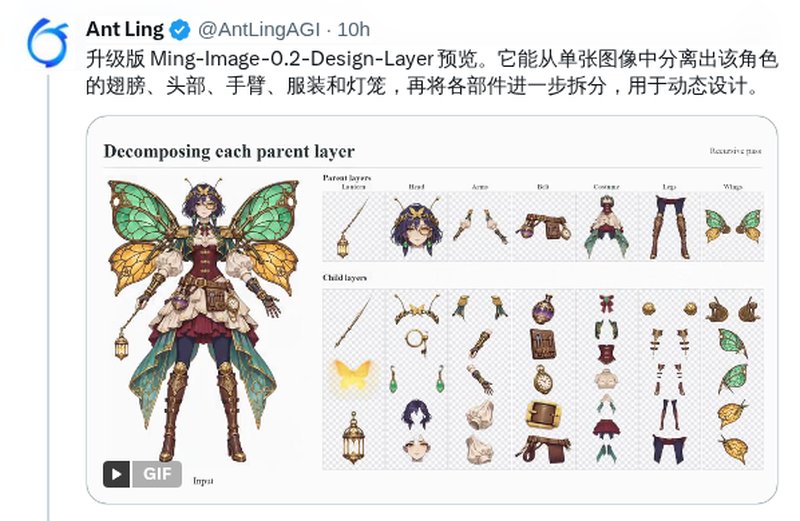 Ant Ling @AntLingAGI · 10h
升级版 Ming-Image-0.2-Design-Layer 预览。它能从单张图像中分离出该角色
的翅膀、头部、手臂、服装和灯笼，再将各部件进一步拆分，用于动态设计。
Decomposing each parent layer
Recursive pass
Parent layers
Lantern Head Arms Belt Costume Legs Wings
Child layers
GIF
Input